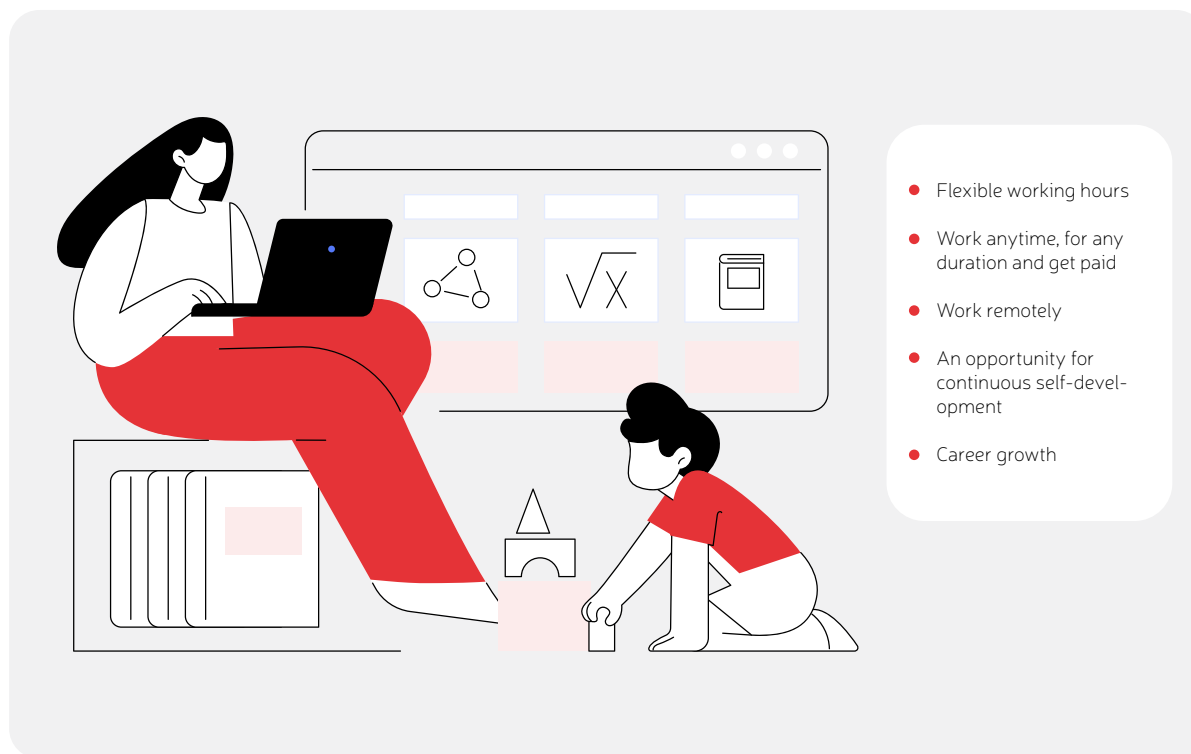 √x
Flexible working hours
Work anytime, for any
duration and get paid
Work remotely
An opportunity for
continuous self-devel-
opment
Career growth